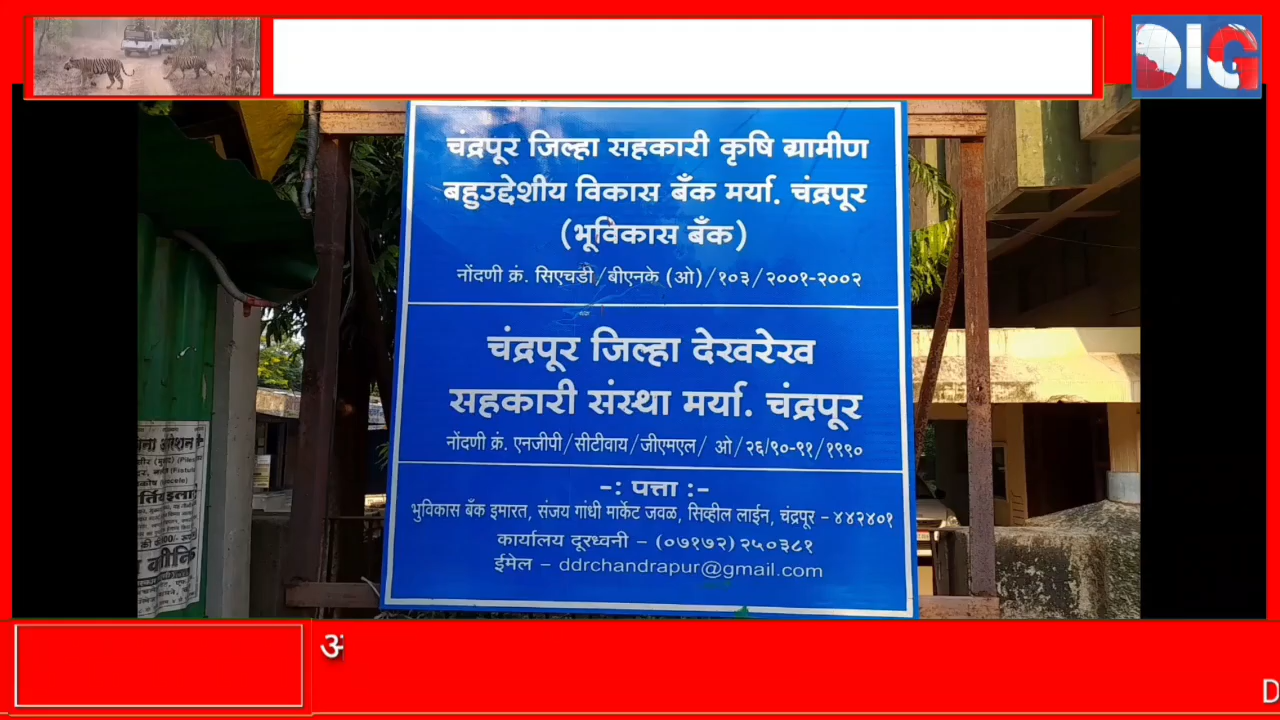 DIG
चंद्रपूर जिल्हा सहकारी कृषि ग्रामीण
बहुउद्देशीय विकास बँक मर्या. चंद्रपूर
(भूविकास बँक)
नोंदणी क्रं. सिएचडी/बीएनके (ओ)/१०३/२००१-२००२
चंद्रपूर जिल्हा देखरेख
सहकारी संस्था मर्या. चंद्रपूर
नोंदणी क्रं. एनजीपी/सीटीवाय/जीएमएल/ ओ/२६/९०-९१/१९९०
-: पत्ता :-
भुविकास बँक इमारत, संजय गांधी मार्केट जवळ, सिव्हील लाईन, चंद्रपूर - ४४२४०१
कार्यालय दूरध्वनी - (०७१७२) २५०३८१
ईमेल - ddrchandrapur@gmail.com
अ
D